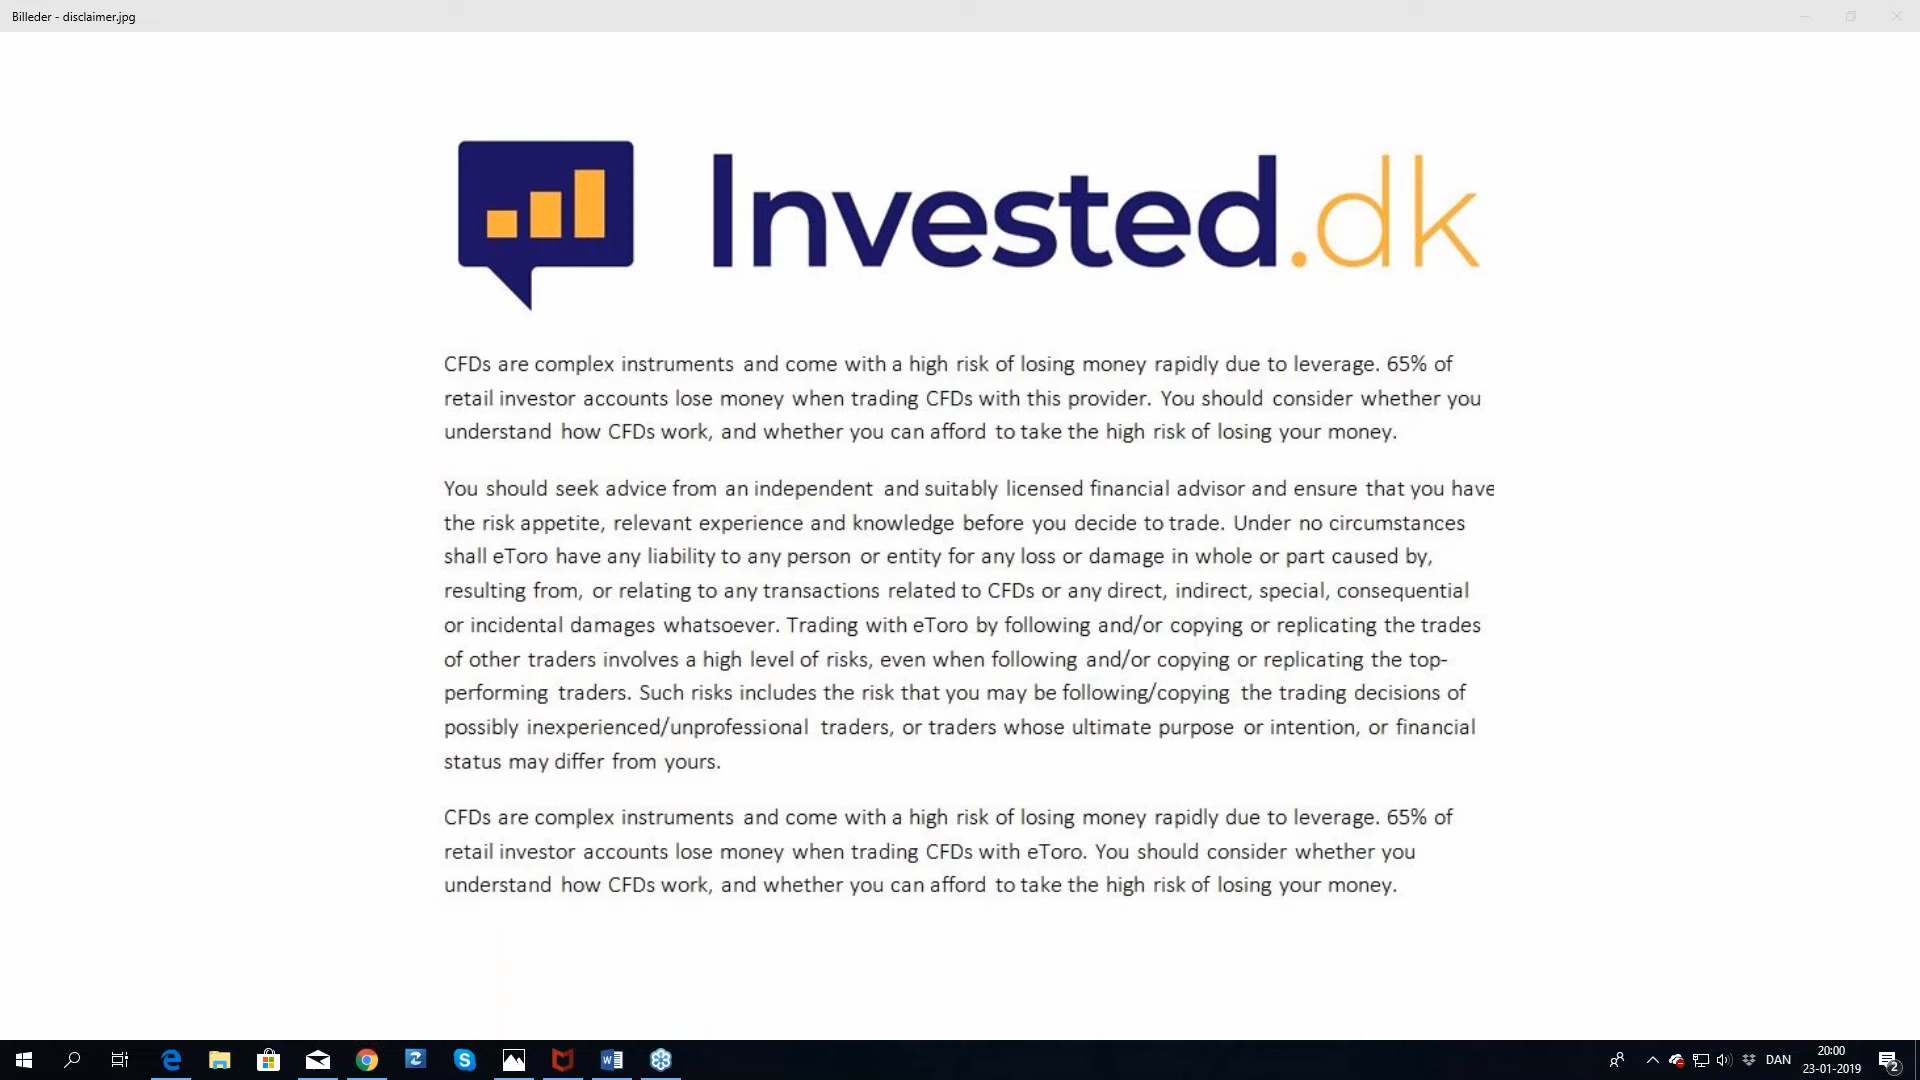 Billeder - disclaimer.jpg
Invested.dk
CFDs are complex instruments and come with a high risk of losing money rapidly due to leverage. 65% of
retail investor accounts lose money when trading CFDs with this provider. You should consider whether you
understand how CFDs work, and whether you can afford to take the high risk of losing your money.
You should seek advice from an independent and suitably licensed financial advisor and ensure that you have
the risk appetite, relevant experience and knowledge before you decide to trade. Under no circumstances
shall eToro have any liability to any person or entity for any loss or damage in whole or part caused by,
resulting from, or relating to any transactions related to CFDs or any direct, indirect, special, consequential
or incidental damages whatsoever. Trading with eToro by following and/or copying or replicating the trades
of other traders involves a high level of risks, even when following and/or copying or replicating the top-
performing traders. Such risks includes the risk that you may be following/copying the trading decisions of
possibly inexperienced/unprofessional traders, or traders whose ultimate purpose or intention, or financial
status may differ from yours.
CFDs are complex instruments and come with a high risk of losing money rapidly due to leverage. 65% of
retail investor accounts lose money when trading CFDs with eToro. You should consider whether you
understand how CFDs work, and whether you can afford to take the high risk of losing your money.
DAN
20:00
23-01-2019
2